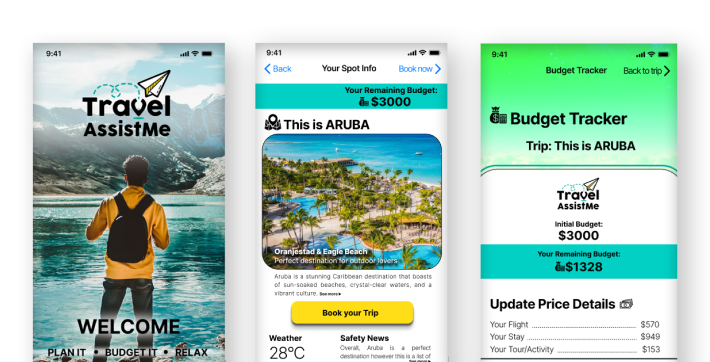 9:41
Travel
AssistMe
WELCOME
PLAN IT • BUDGET IT • RELAX
9:41
Back
Your Spot Info
Book now
Your Remaining Budget:
$3000
This is ARUBA
Oranjestad & Eagle Beach
Perfect destination for outdoor lovers
Aruba is a stunning Caribbean destination that boasts
of sun-soaked beaches, crystal-clear waters, and a
vibrant culture. See more
Book your Trip
Weather
28°C
Safety News
Overall, Aruba is a perfect
destination however this is a list of
See more
9:41
Budget Tracker
Back to trip
Budget Tracker
Trip: This is ARUBA
Travel
AssistMe
Initial Budget:
$3000
Your Remaining Budget:
$1328
Update Price Details
Your Flight $570
Your Stay $949
Your Tour/Activity $153